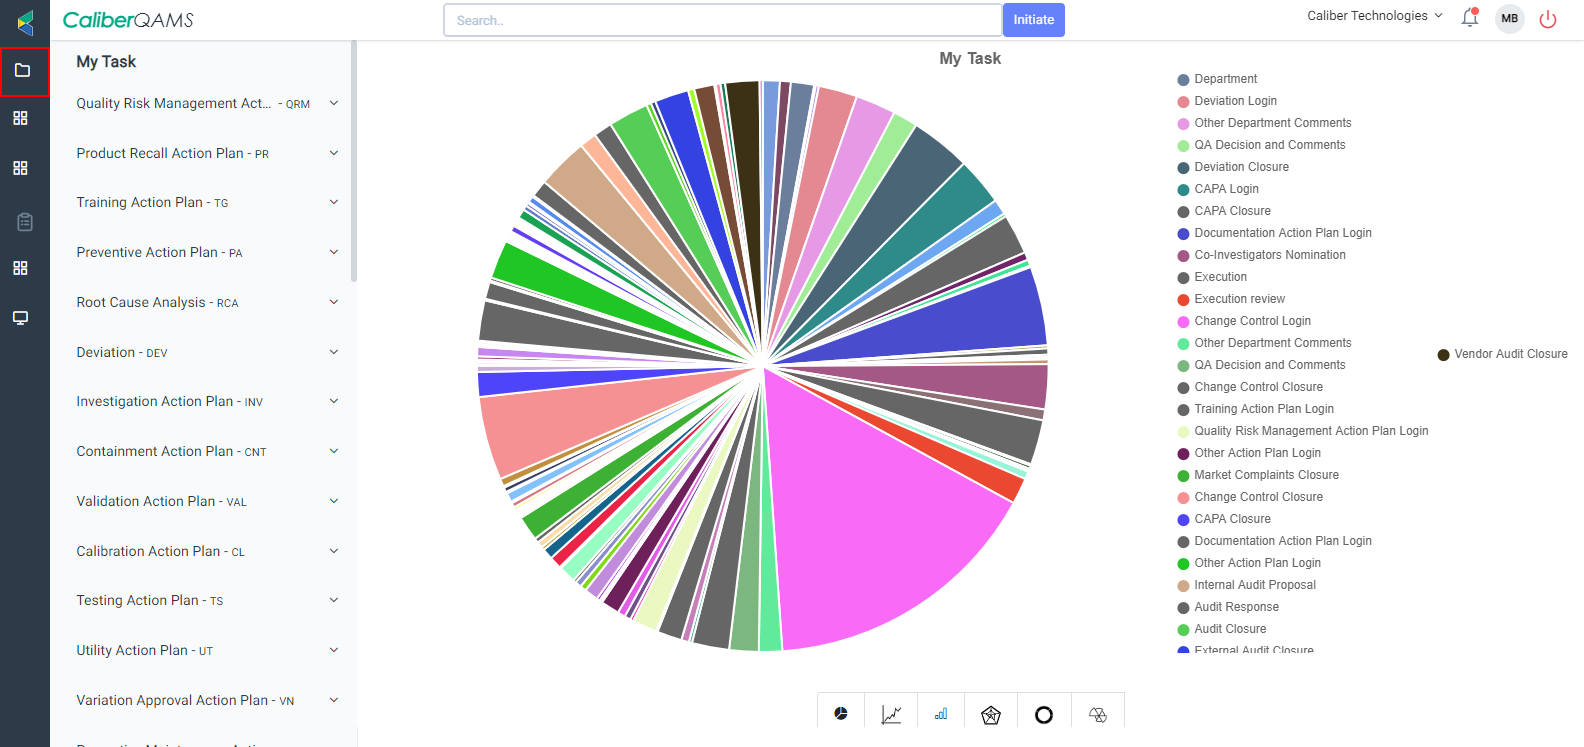 CaliberQAMS
Search..
Initiate
Caliber Technologies
MB
My Task
Quality Risk Management Act... - QRM
Product Recall Action Plan - PR
Training Action Plan - TG
Preventive Action Plan - PA
Root Cause Analysis - RCA
Deviation - DEV
Investigation Action Plan - INV
Containment Action Plan - CNT
Validation Action Plan - VAL
Calibration Action Plan - CL
Testing Action Plan - TS
Utility Action Plan - UT
Variation Approval Action Plan - VN
My Task
Department
Deviation Login
Other Department Comments
QA Decision and Comments
Deviation Closure
CAPA Login
CAPA Closure
Documentation Action Plan Login
Co-Investigators Nomination
Execution
Execution review
Change Control Login
Other Department Comments
QA Decision and Comments
Change Control Closure
Training Action Plan Login
Quality Risk Management Action Plan Login
Other Action Plan Login
Market Complaints Closure
Change Control Closure
CAPA Closure
Documentation Action Plan Login
Other Action Plan Login
Internal Audit Proposal
Audit Response
Audit Closure
External Audit Closure
Vendor Audit Closure